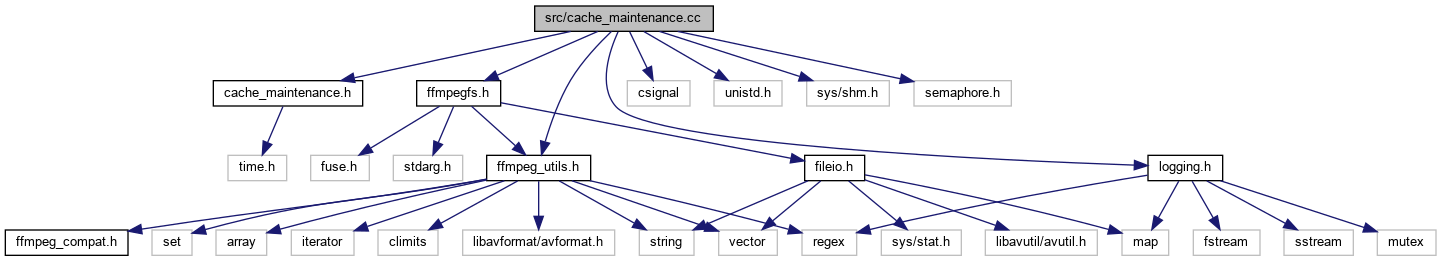 src/cache_maintenance.cc
cache_maintenance.h
ffmpegfs.h
csignal
unistd.h
sys/shm.h
semaphore.h
time.h
fuse.h
stdarg.h
ffmpeg_utils.h
fileio.h
logging.h
ffmpeg_compat.h
set
array
iterator
climits
libavformat/avformat.h
string
vector
regex
sys/stat.h
libavutil/avutil.h
map
fstream
sstream
mutex